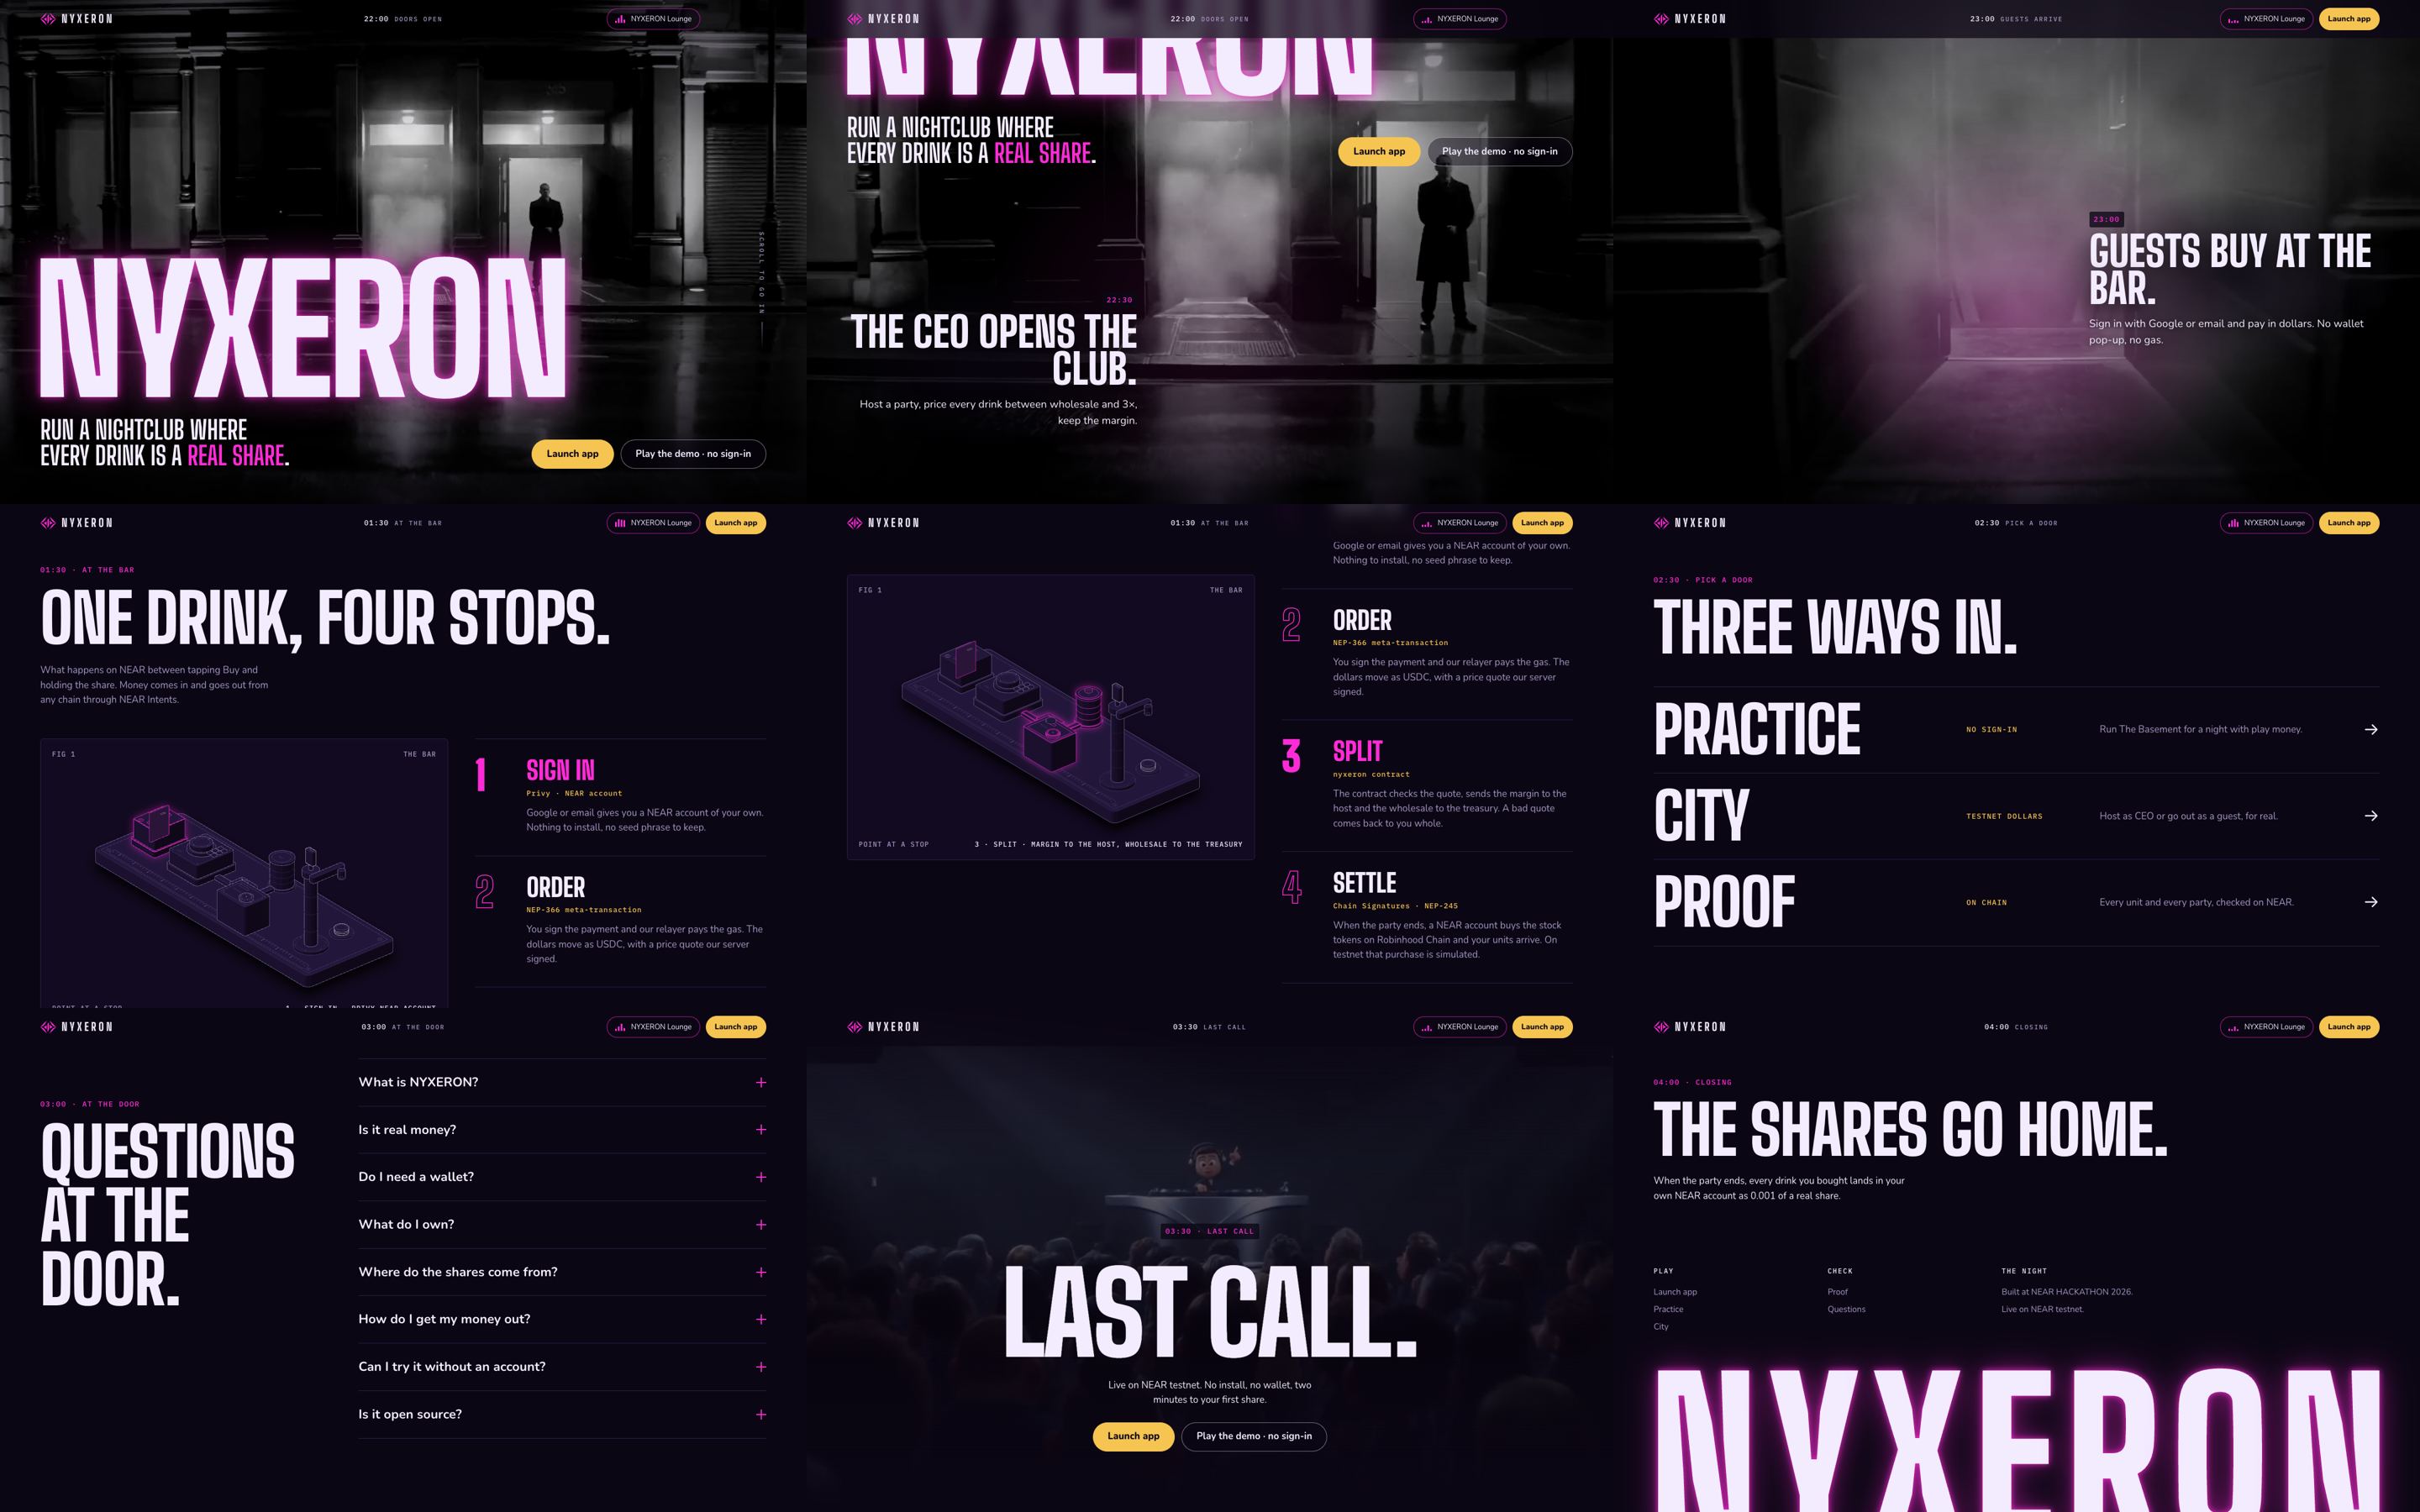 NYXERON
22:00 DOORS OPEN
NYXERON Lounge
SCROLL TO GO IN
NYXERON
RUN A NIGHTCLUB WHERE
EVERY DRINK IS A REAL SHARE.
Launch app
Play the demo · no sign-in
NYXERON
22:00 DOORS OPEN
NYXERON Lounge
NYXERON
RUN A NIGHTCLUB WHERE
EVERY DRINK IS A REAL SHARE.
Launch app
Play the demo · no sign-in
22:30
THE CEO OPENS THE
CLUB.
Host a party, price every drink between wholesale and 3×,
keep the margin.
NYXERON
23:00 GUESTS ARRIVE
NYXERON Lounge
Launch app
23:00
GUESTS BUY AT THE
BAR.
Sign in with Google or email and pay in dollars. No wallet
pop-up, no gas.
NYXERON
01:30 AT THE BAR
NYXERON Lounge
Launch app
01:30 · AT THE BAR
ONE DRINK, FOUR STOPS.
What happens on NEAR between tapping Buy and
holding the share. Money comes in and goes out from
any chain through NEAR Intents.
FIG 1
THE BAR
POINT AT A STOP
1 · SIGN IN · PRIVY NEAR ACCOUNT
1
SIGN IN
Privy · NEAR account
Google or email gives you a NEAR account of your own.
Nothing to install, no seed phrase to keep.
2
ORDER
NEP-366 meta-transaction
You sign the payment and our relayer pays the gas. The
dollars move as USDC, with a price quote our server
signed.
NYXERON
01:30 AT THE BAR
NYXERON Lounge
Launch app
FIG 1
THE BAR
POINT AT A STOP
3 · SPLIT · MARGIN TO THE HOST, WHOLESALE TO THE TREASURY
Google or email gives you a NEAR account of your own.
Nothing to install, no seed phrase to keep.
2
ORDER
NEP-366 meta-transaction
You sign the payment and our relayer pays the gas. The
dollars move as USDC, with a price quote our server
signed.
3
SPLIT
nyxeron contract
The contract checks the quote, sends the margin to the
host and the wholesale to the treasury. A bad quote
comes back to you whole.
4
SETTLE
Chain Signatures · NEP-245
When the party ends, a NEAR account buys the stock
tokens on Robinhood Chain and your units arrive. On
testnet that purchase is simulated.
NYXERON
02:30 PICK A DOOR
NYXERON Lounge
Launch app
02:30 · PICK A DOOR
THREE WAYS IN.
PRACTICE
NO SIGN-IN
Run The Basement for a night with play money.
CITY
TESTNET DOLLARS
Host as CEO or go out as a guest, for real.
PROOF
ON CHAIN
Every unit and every party, checked on NEAR.
NYXERON
03:00 AT THE DOOR
NYXERON Lounge
Launch app
03:00 · AT THE DOOR
QUESTIONS
AT THE
DOOR.
What is NYXERON?
Is it real money?
Do I need a wallet?
What do I own?
Where do the shares come from?
How do I get my money out?
Can I try it without an account?
Is it open source?
NYXERON
03:30 LAST CALL
NYXERON Lounge
Launch app
03:30 · LAST CALL
LAST CALL.
Live on NEAR testnet. No install, no wallet, two
minutes to your first share.
Launch app
Play the demo · no sign-in
NYXERON
04:00 CLOSING
NYXERON Lounge
Launch app
04:00 · CLOSING
THE SHARES GO HOME.
When the party ends, every drink you bought lands in your
own NEAR account as 0.001 of a real share.
PLAY
Launch app
Practice
City
CHECK
Proof
Questions
THE NIGHT
Built at NEAR HACKATHON 2026.
Live on NEAR testnet.
NYXERON